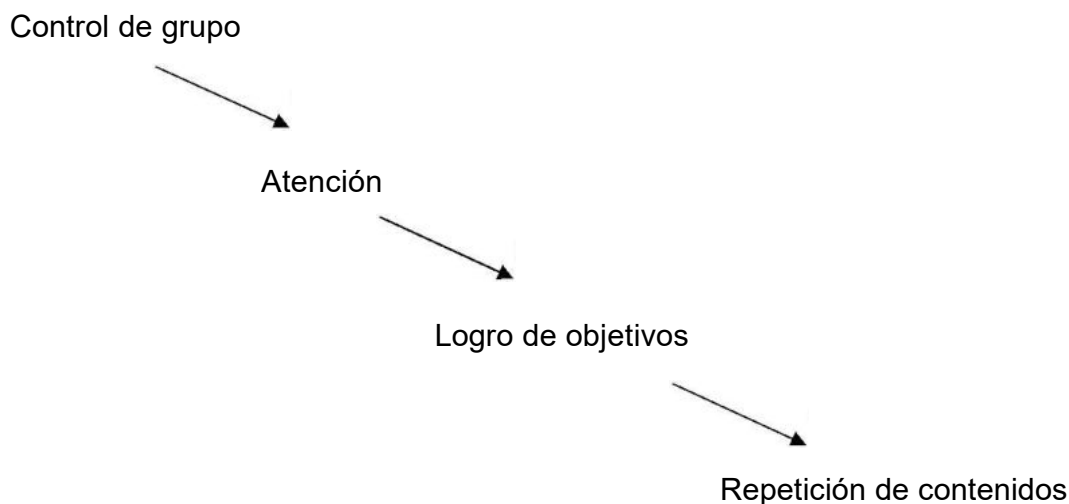 Control de grupo
Atención
Logro de objetivos
Repetición de contenidos